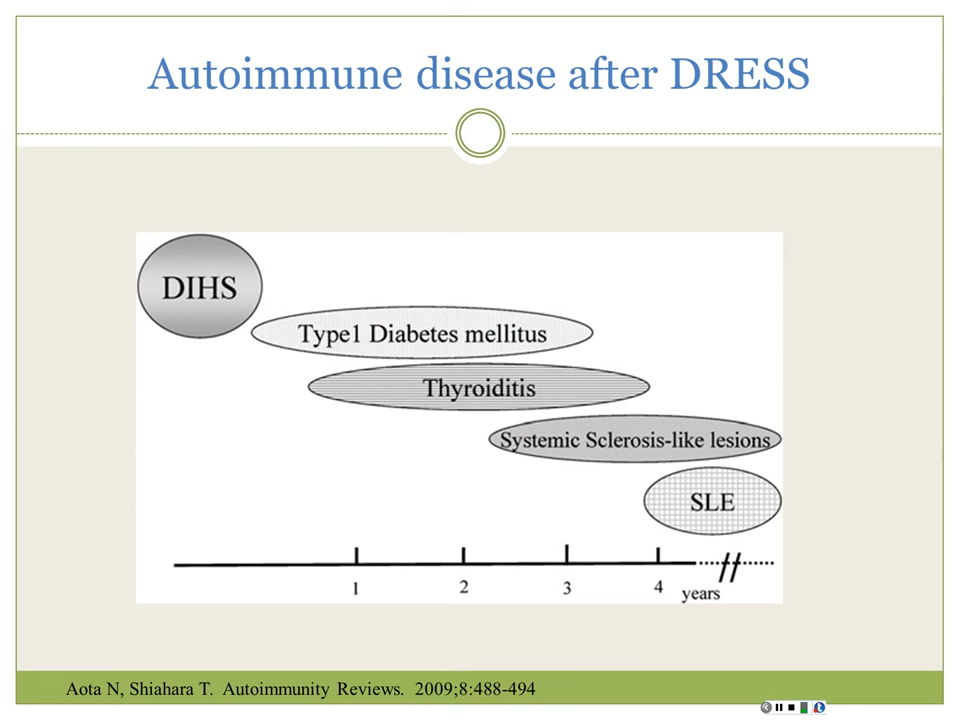 Autoimmune disease after DRESS
DIHS
Type1 Diabetes mellitus
Thyroiditis
Systemic Sclerosis-like lesions
SLE
1 2 3 4 years
Aota N, Shiahara T. Autoimmunity Reviews. 2009;8:488-494